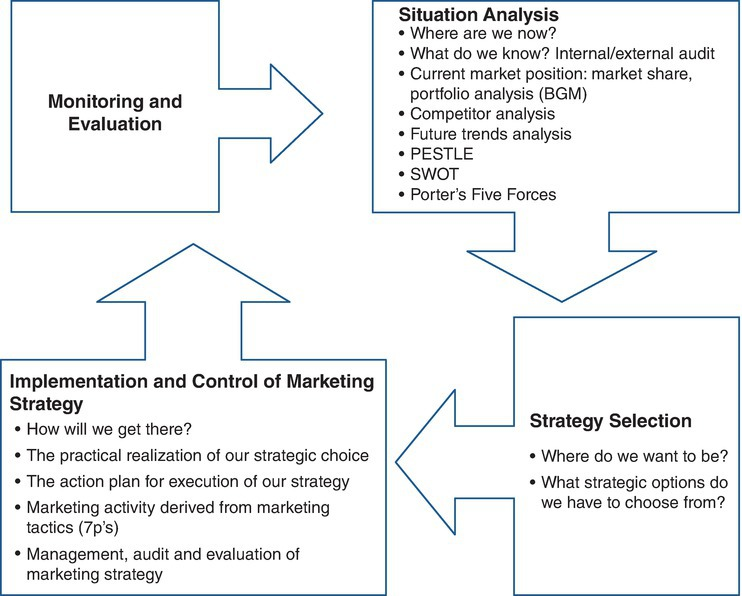 Monitoring and
Evaluation
Situation Analysis
• Where are we now?
• What do we know? Internal/external audit
• Current market position: market share,
portfolio analysis (BGM)
• Competitor analysis
• Future trends analysis
• PESTLE
• SWOT
• Porter's Five Forces
Implementation and Control of Marketing
Strategy
• How will we get there?
• The practical realization of our strategic choice
• The action plan for execution of our strategy
• Marketing activity derived from marketing
tactics (7p's)
• Management, audit and evaluation of
marketing strategy
Strategy Selection
• Where do we want to be?
• What strategic options do
we have to choose from?